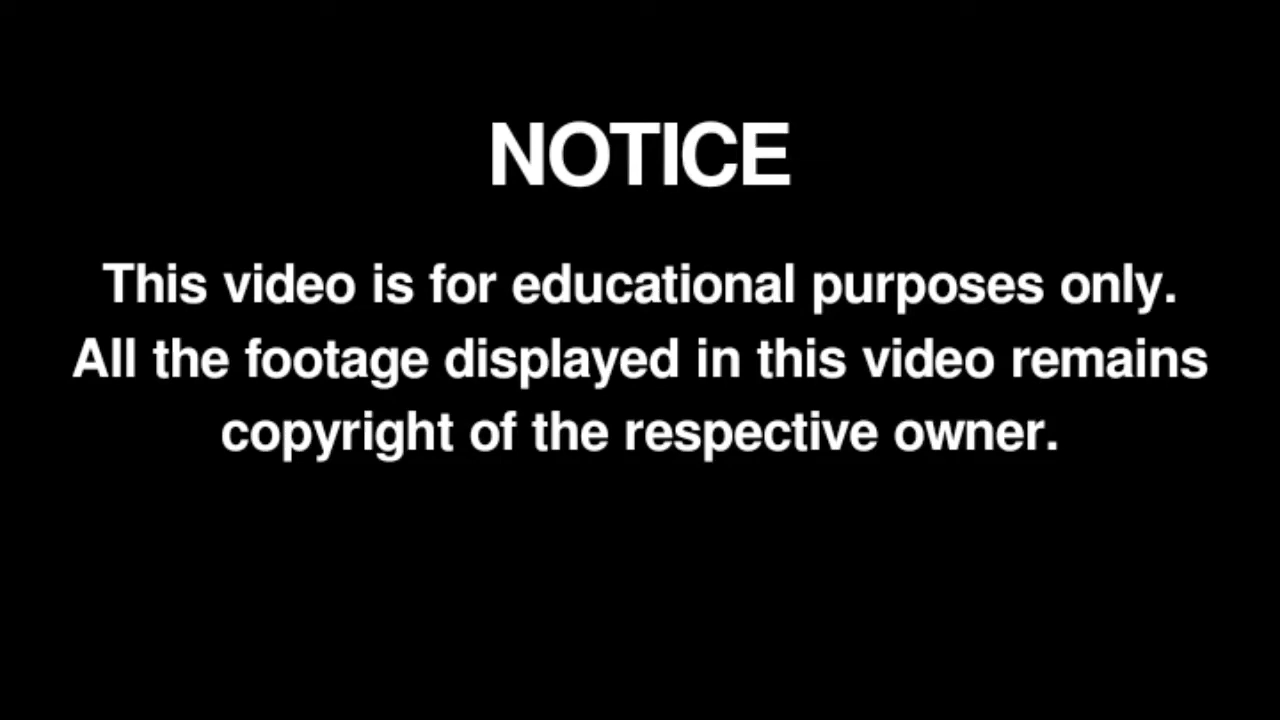 NOTICE
This video is for educational purposes only.
All the footage displayed in this video remains
copyright of the respective owner.